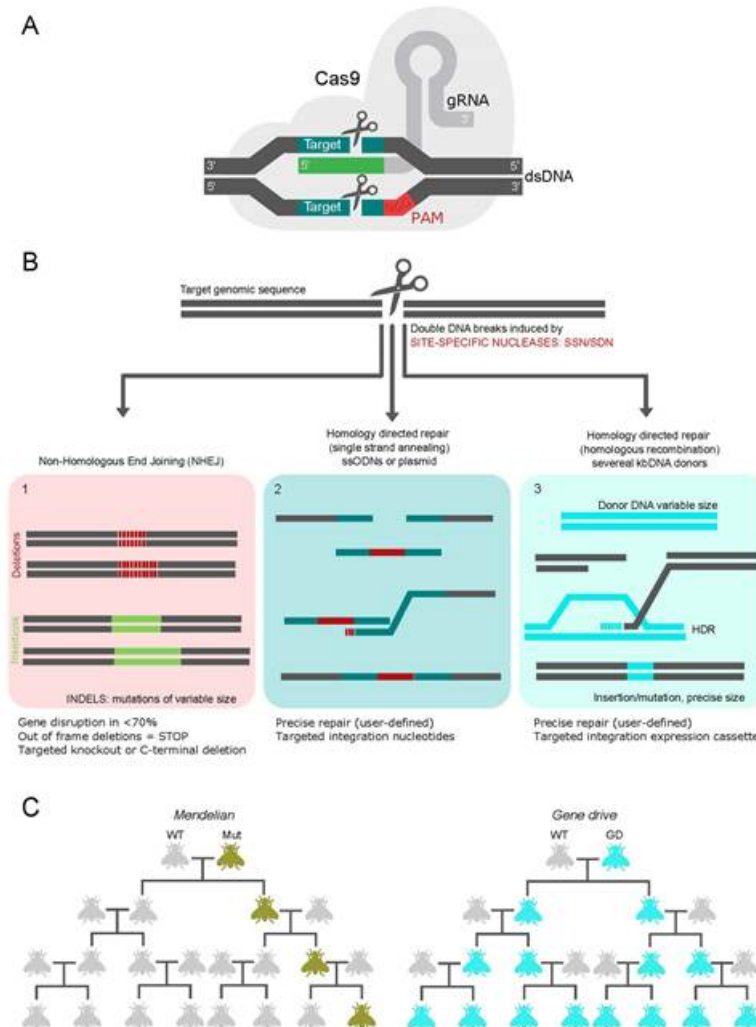 A
Cas9
gRNA
3'
Target
3'
5'
5'
dsDNA
5'
3'
Target
PAM
B
Target genomic sequence
Double DNA breaks induced by
SITE-SPECIFIC NUCLEASES: SSN/SDN
Non-Homologous End Joining (NHEJ)
Homology directed repair
(single strand annealing)
ssODNs or plasmid
Homology directed repair
(homologous recombination)
severeal kbDNA donors
1
Deletions
Insertions
INDELS: mutations of variable size
2
3
Donor DNA variable size
HDR
Insertion/mutation, precise size
Gene disruption in <70%
Out of frame deletions = STOP
Targeted knockout or C-terminal deletion
Precise repair (user-defined)
Targeted integration nucleotides
Precise repair (user-defined)
Targeted integration expression cassette
C
Mendelian
WT
Mut
Gene drive
WT
GD